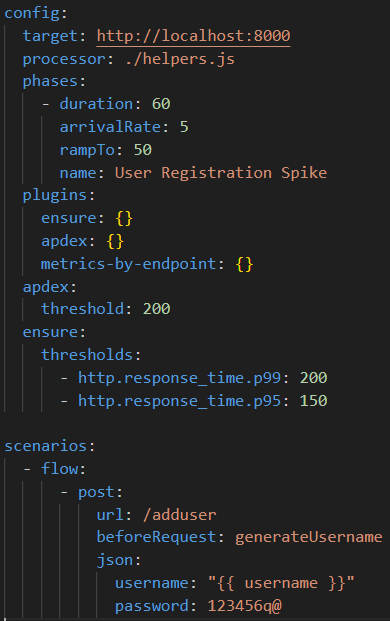 config:
  target: http://localhost:8000
  processor: ./helpers.js
  phases:
    - duration: 60
      arrivalRate: 5
      rampTo: 50
      name: User Registration Spike
  plugins:
    ensure: {}
    apdex: {}
    metrics-by-endpoint: {}
  apdex:
    threshold: 200
  ensure:
    thresholds:
      - http.response_time.p99: 200
      - http.response_time.p95: 150

scenarios:
  - flow:
      - post:
          url: /adduser
          beforeRequest: generateUsername
          json:
            username: "{{ username }}"
            password: 123456q@